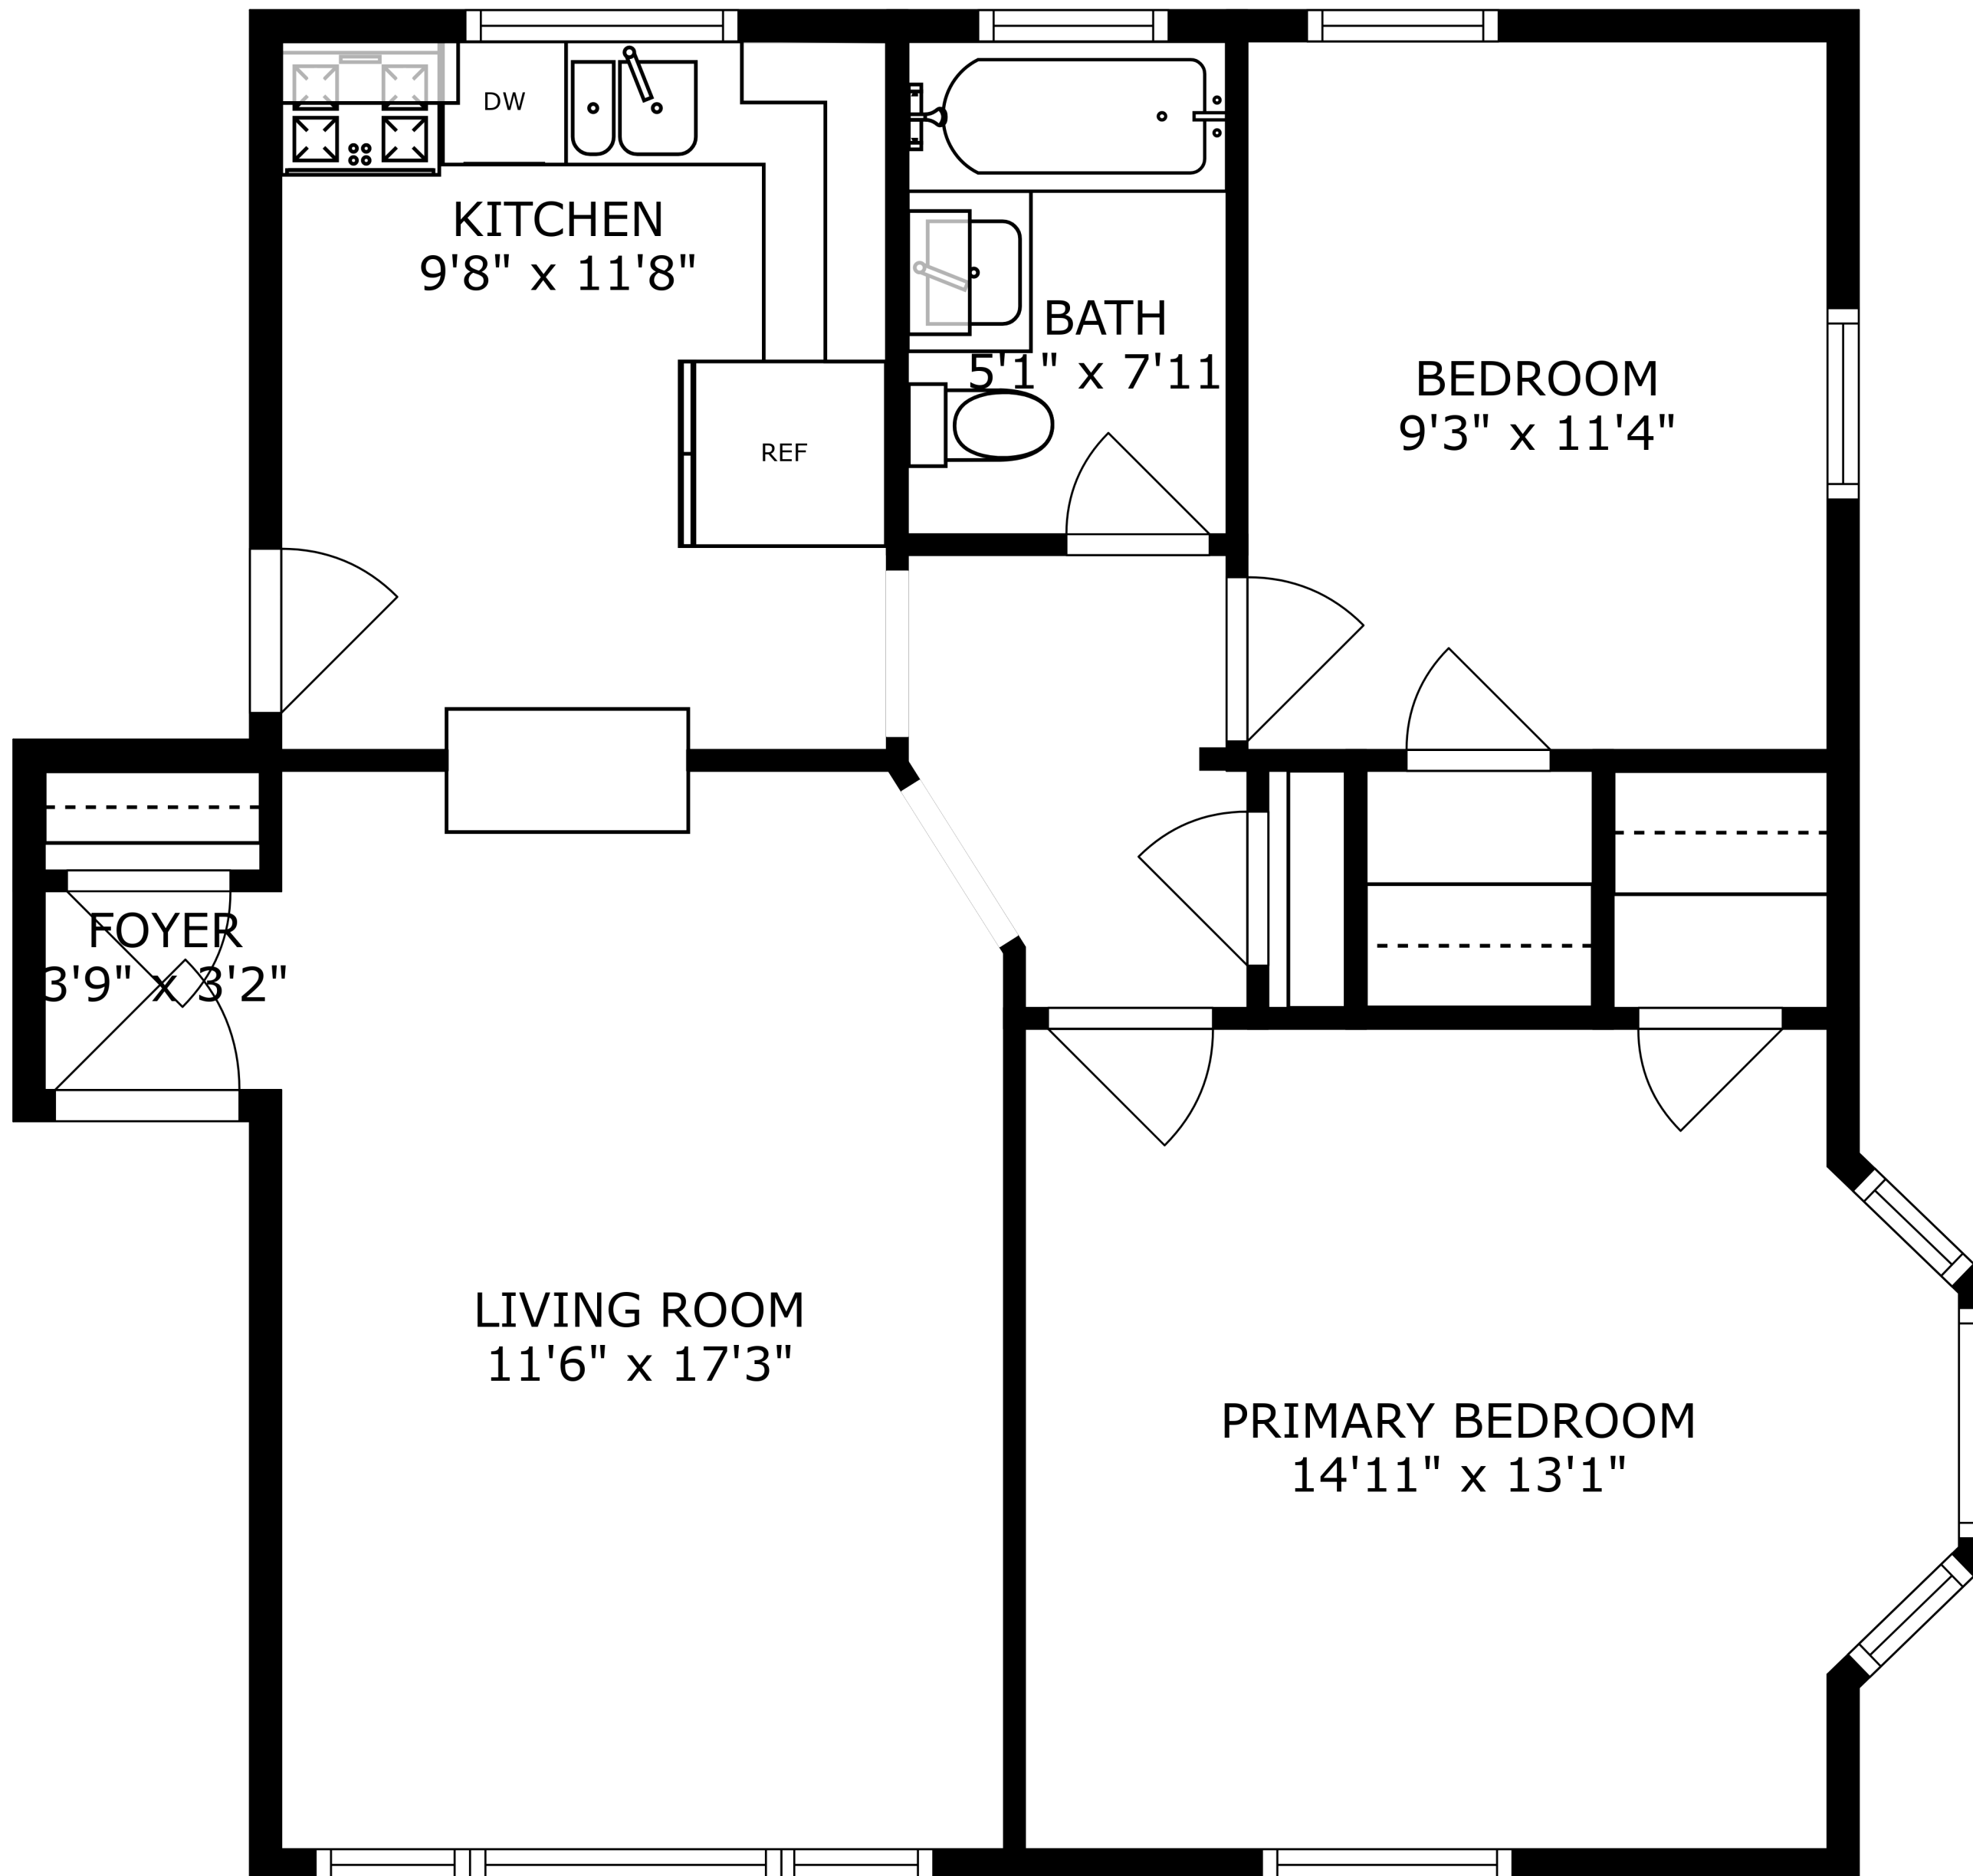 DW
KITCHEN
9'8" x 11'8"
BATH
5'1" x 7'11
BEDROOM
9'3" x 11'4"
REF
FOYER
3'9" x 3'2"
LIVING ROOM
11'6" x 17'3"
PRIMARY BEDROOM
14'11" x 13'1"